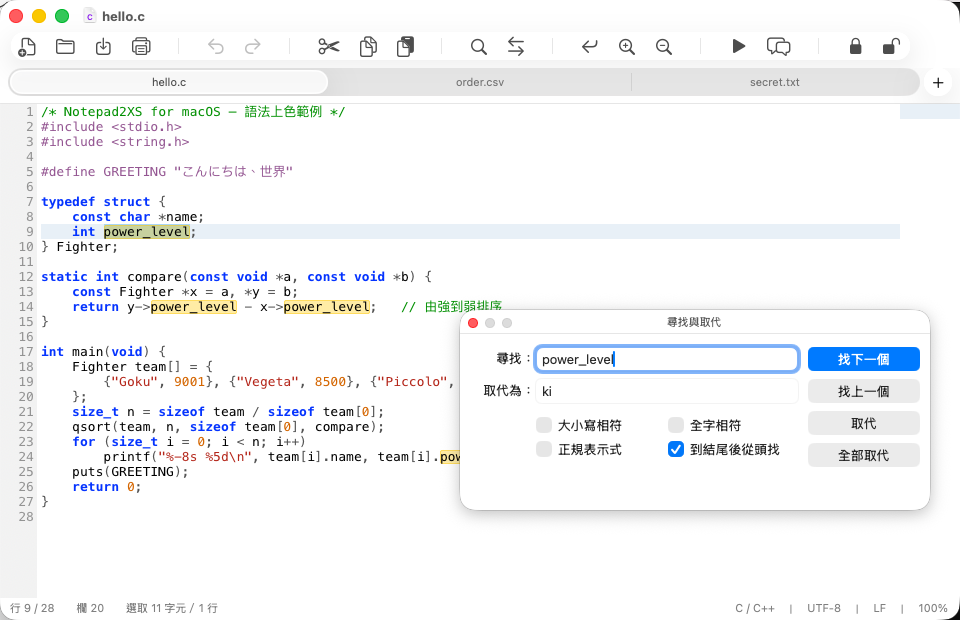 hello.c
hello.c
order.csv
secret.txt
1 /* Notepad2XS for macOS — 語法上色範例 */
2 #include <stdio.h>
3 #include <string.h>
4
5 #define GREETING "こんにちは、世界"
6
7 typedef struct {
8     const char *name;
9     int power_level;
10 } Fighter;
11
12 static int compare(const void *a, const void *b) {
13     const Fighter *x = a, *y = b;
14     return y->power_level - x->power_level;   // 由強到弱排序
15 }
16
17 int main(void) {
18     Fighter team[] = {
19         {"Goku", 9001}, {"Vegeta", 8500}, {"Piccolo",
20     };
21     size_t n = sizeof team / sizeof team[0];
22     qsort(team, n, sizeof team[0], compare);
23     for (size_t i = 0; i < n; i++)
24         printf("%-8s %5d\n", team[i].name, team[i].pow
25     puts(GREETING);
26     return 0;
27 }
28
尋找與取代
尋找：
power_level
找下一個
取代為：
ki
找上一個
大小寫相符
全字相符
取代
正規表示式
到結尾後從頭找
全部取代
行 9 / 28
欄 20
選取 11 字元 / 1 行
C / C++ | UTF-8 | LF | 100%